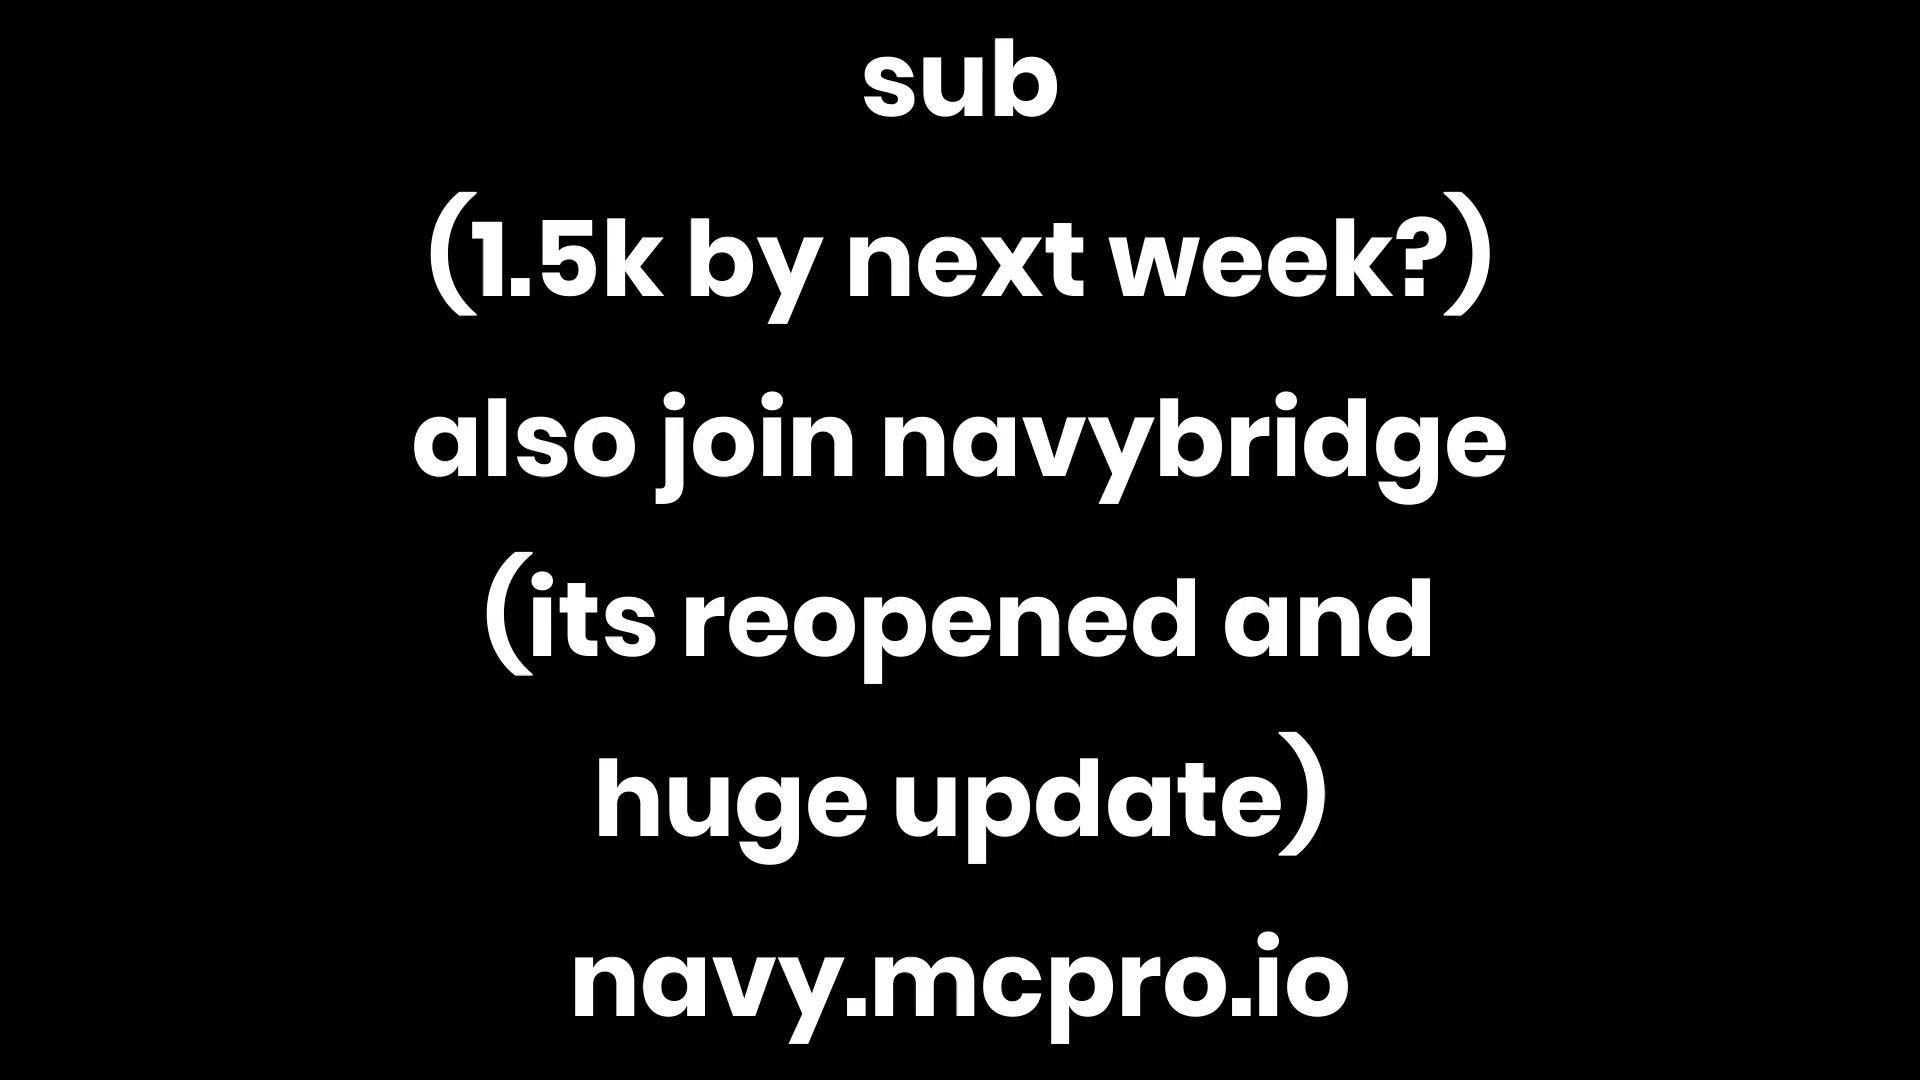 sub
(1.5k by next week?)
also join navybridge
(its reopened and
huge update)
navy.mcpro.io